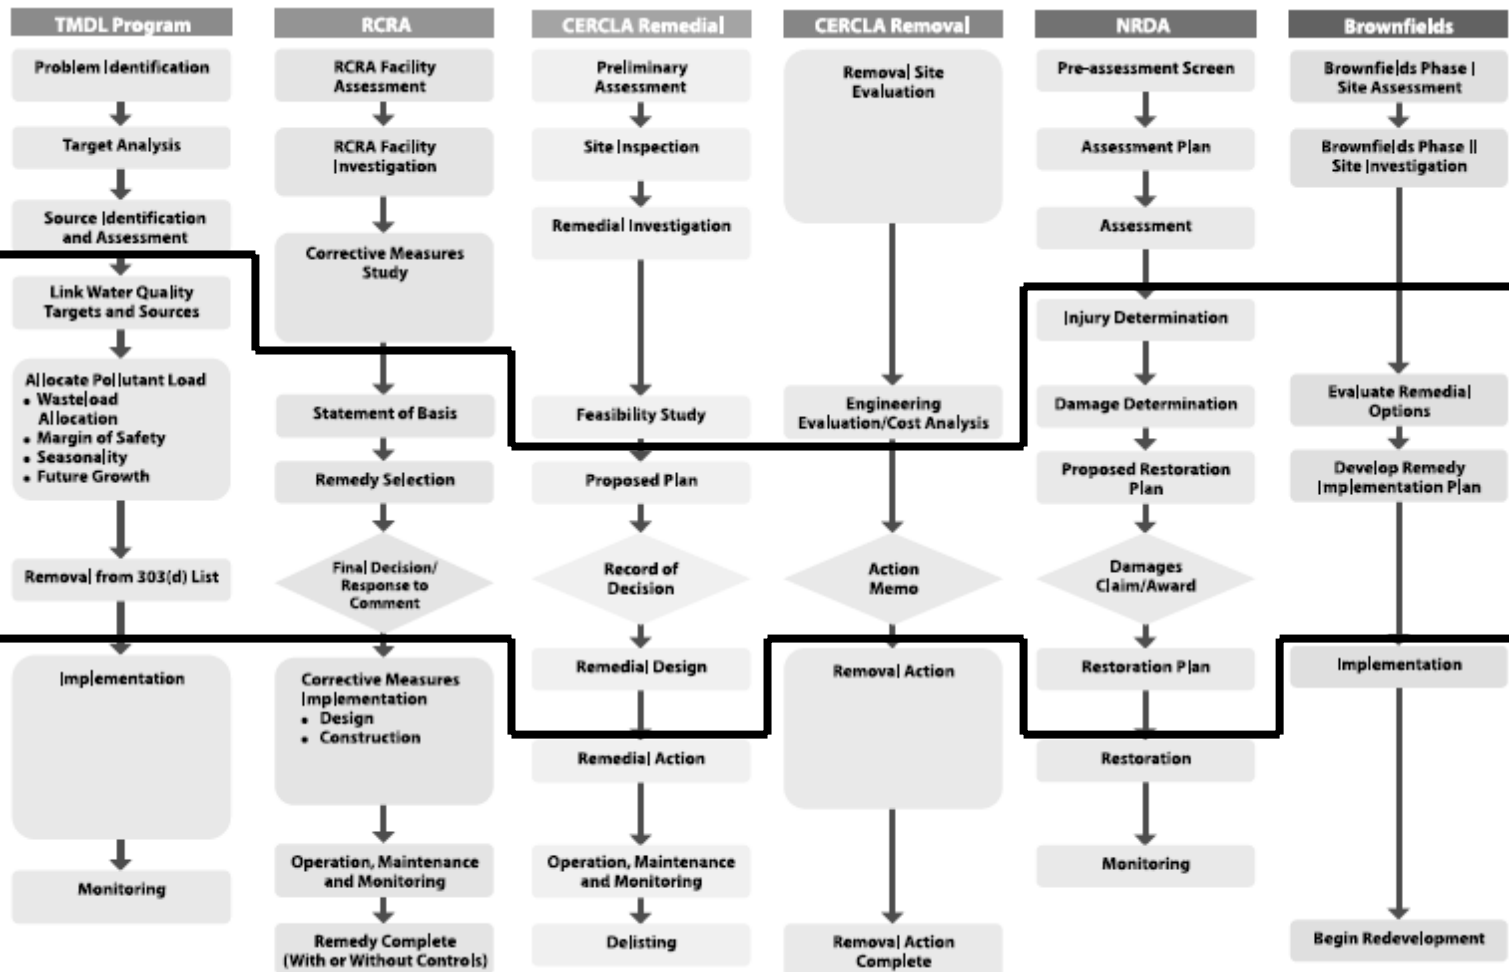 TMDL Program
Problem Identification
Target Analysis
Source Identification
and Assessment
Link Water Quality
Targets and Sources
Allocate Pollutant Load
• Wasteload
Allocation
• Margin of Safety
• Seasonality
• Future Growth
Removal from 303(d) List
Implementation
Monitoring
RCRA
RCRA Facility
Assessment
RCRA Facility
Investigation
Corrective Measures
Study
Statement of Basis
Remedy Selection
Final Decision/
Response to
Comment
Corrective Measures
Implementation
• Design
• Construction
Operation, Maintenance
and Monitoring
Remedy Complete
(With or Without Controls)
CERCLA Remedial
Preliminary
Assessment
Site Inspection
Remedial Investigation
Feasibility Study
Proposed Plan
Record of
Decision
Remedial Design
Remedial Action
Operation, Maintenance
and Monitoring
Delisting
CERCLA Removal
Removal Site
Evaluation
Engineering
Evaluation/Cost Analysis
Action
Memo
Removal Action
Removal Action
Complete
NRDA
Pre-assessment Screen
Assessment Plan
Assessment
Injury Determination
Damage Determination
Proposed Restoration
Plan
Damages
Claim/Award
Restoration Plan
Restoration
Monitoring
Brownfields
Brownfields Phase I
Site Assessment
Brownfields Phase II
Site Investigation
Evaluate Remedial
Options
Develop Remedy
Implementation Plan
Implementation
Begin Redevelopment